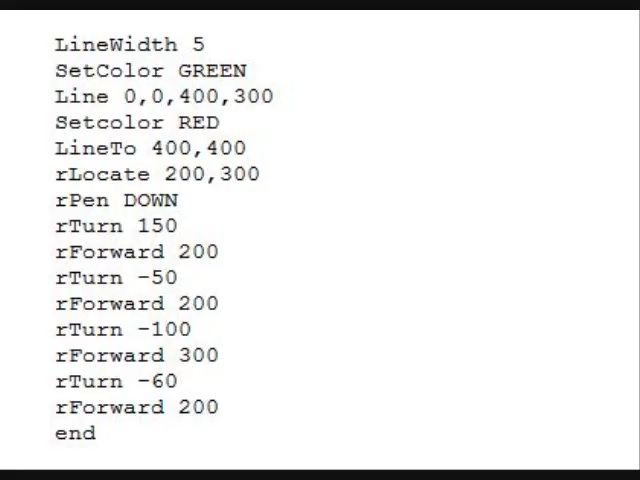 LineWidth 5
SetColor GREEN
Line 0,0,400,300
Setcolor RED
LineTo 400,400
rLocate 200,300
rPen DOWN
rTurn 150
rForward 200
rTurn -50
rForward 200
rTurn -100
rForward 300
rTurn -60
rForward 200
end